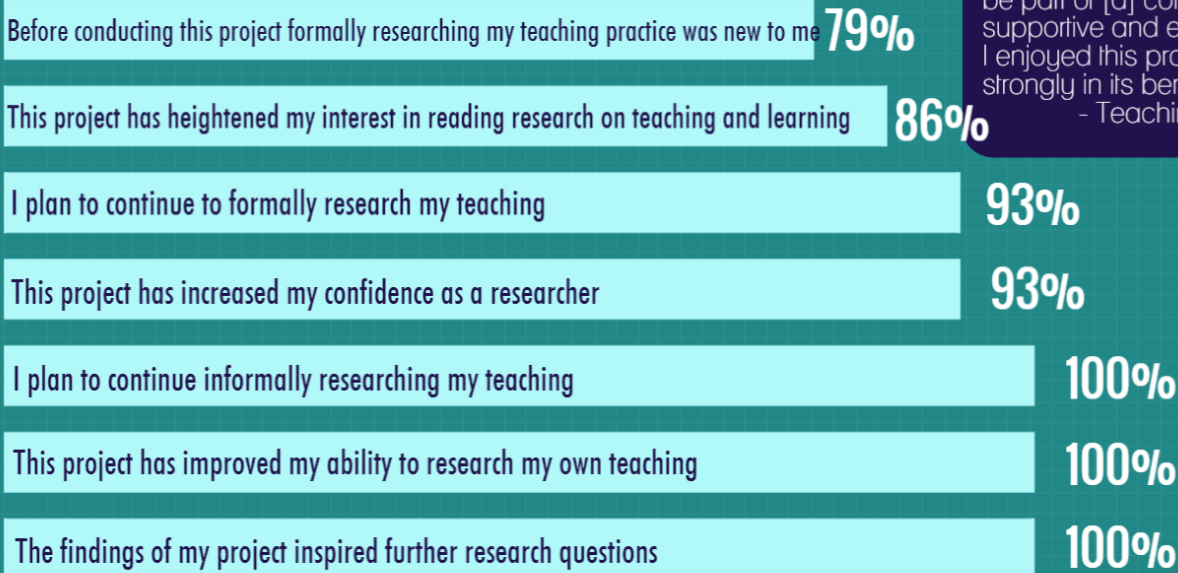 Before conducting this project formally researching my teaching practice was new to me 79%
This project has heightened my interest in reading research on teaching and learning 86%
I plan to continue to formally research my teaching 93%
This project has increased my confidence as a researcher 93%
I plan to continue informally researching my teaching 100%
This project has improved my ability to research my own teaching 100%
The findings of my project inspired further research questions 100%
be part of [a]
supportive and
I enjoyed this
strongly in its
-